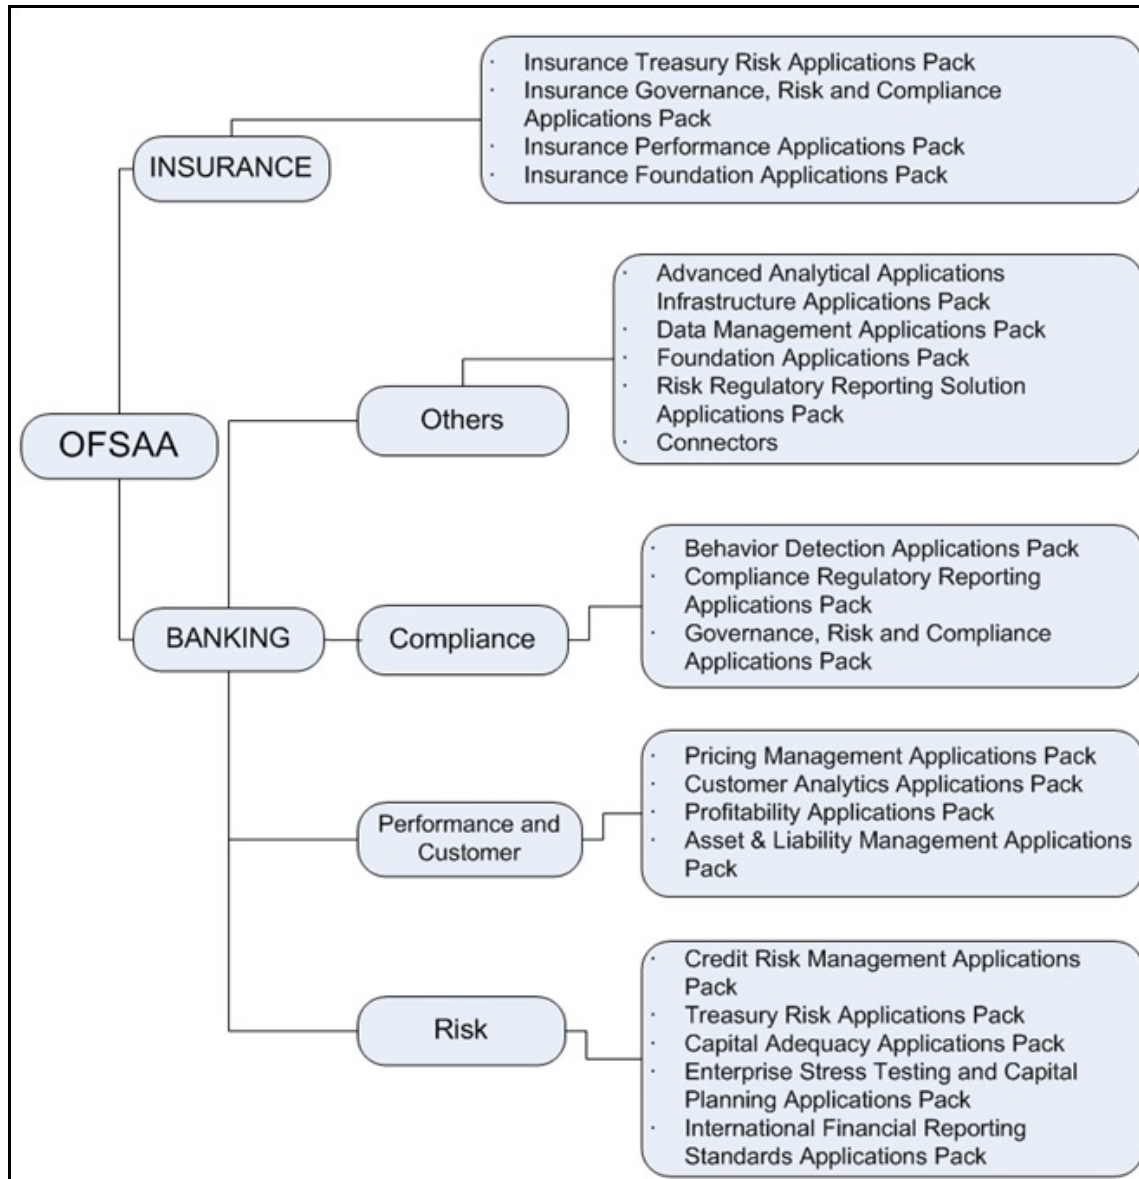 · Insurance Treasury Risk Applications Pack
· Insurance Governance, Risk and Compliance
Applications Pack
· Insurance Performance Applications Pack
· Insurance Foundation Applications Pack
INSURANCE
· Advanced Analytical Applications
Infrastructure Applications Pack
· Data Management Applications Pack
· Foundation Applications Pack
· Risk Regulatory Reporting Solution
Applications Pack
· Connectors
Others
OFSAA
· Behavior Detection Applications Pack
· Compliance Regulatory Reporting
Applications Pack
· Governance, Risk and Compliance
Applications Pack
BANKING
Compliance
· Pricing Management Applications Pack
· Customer Analytics Applications Pack
· Profitability Applications Pack
· Asset & Liability Management Applications
Pack
Performance and
Customer
· Credit Risk Management Applications
Pack
· Treasury Risk Applications Pack
· Capital Adequacy Applications Pack
· Enterprise Stress Testing and Capital
Planning Applications Pack
· International Financial Reporting
Standards Applications Pack
Risk